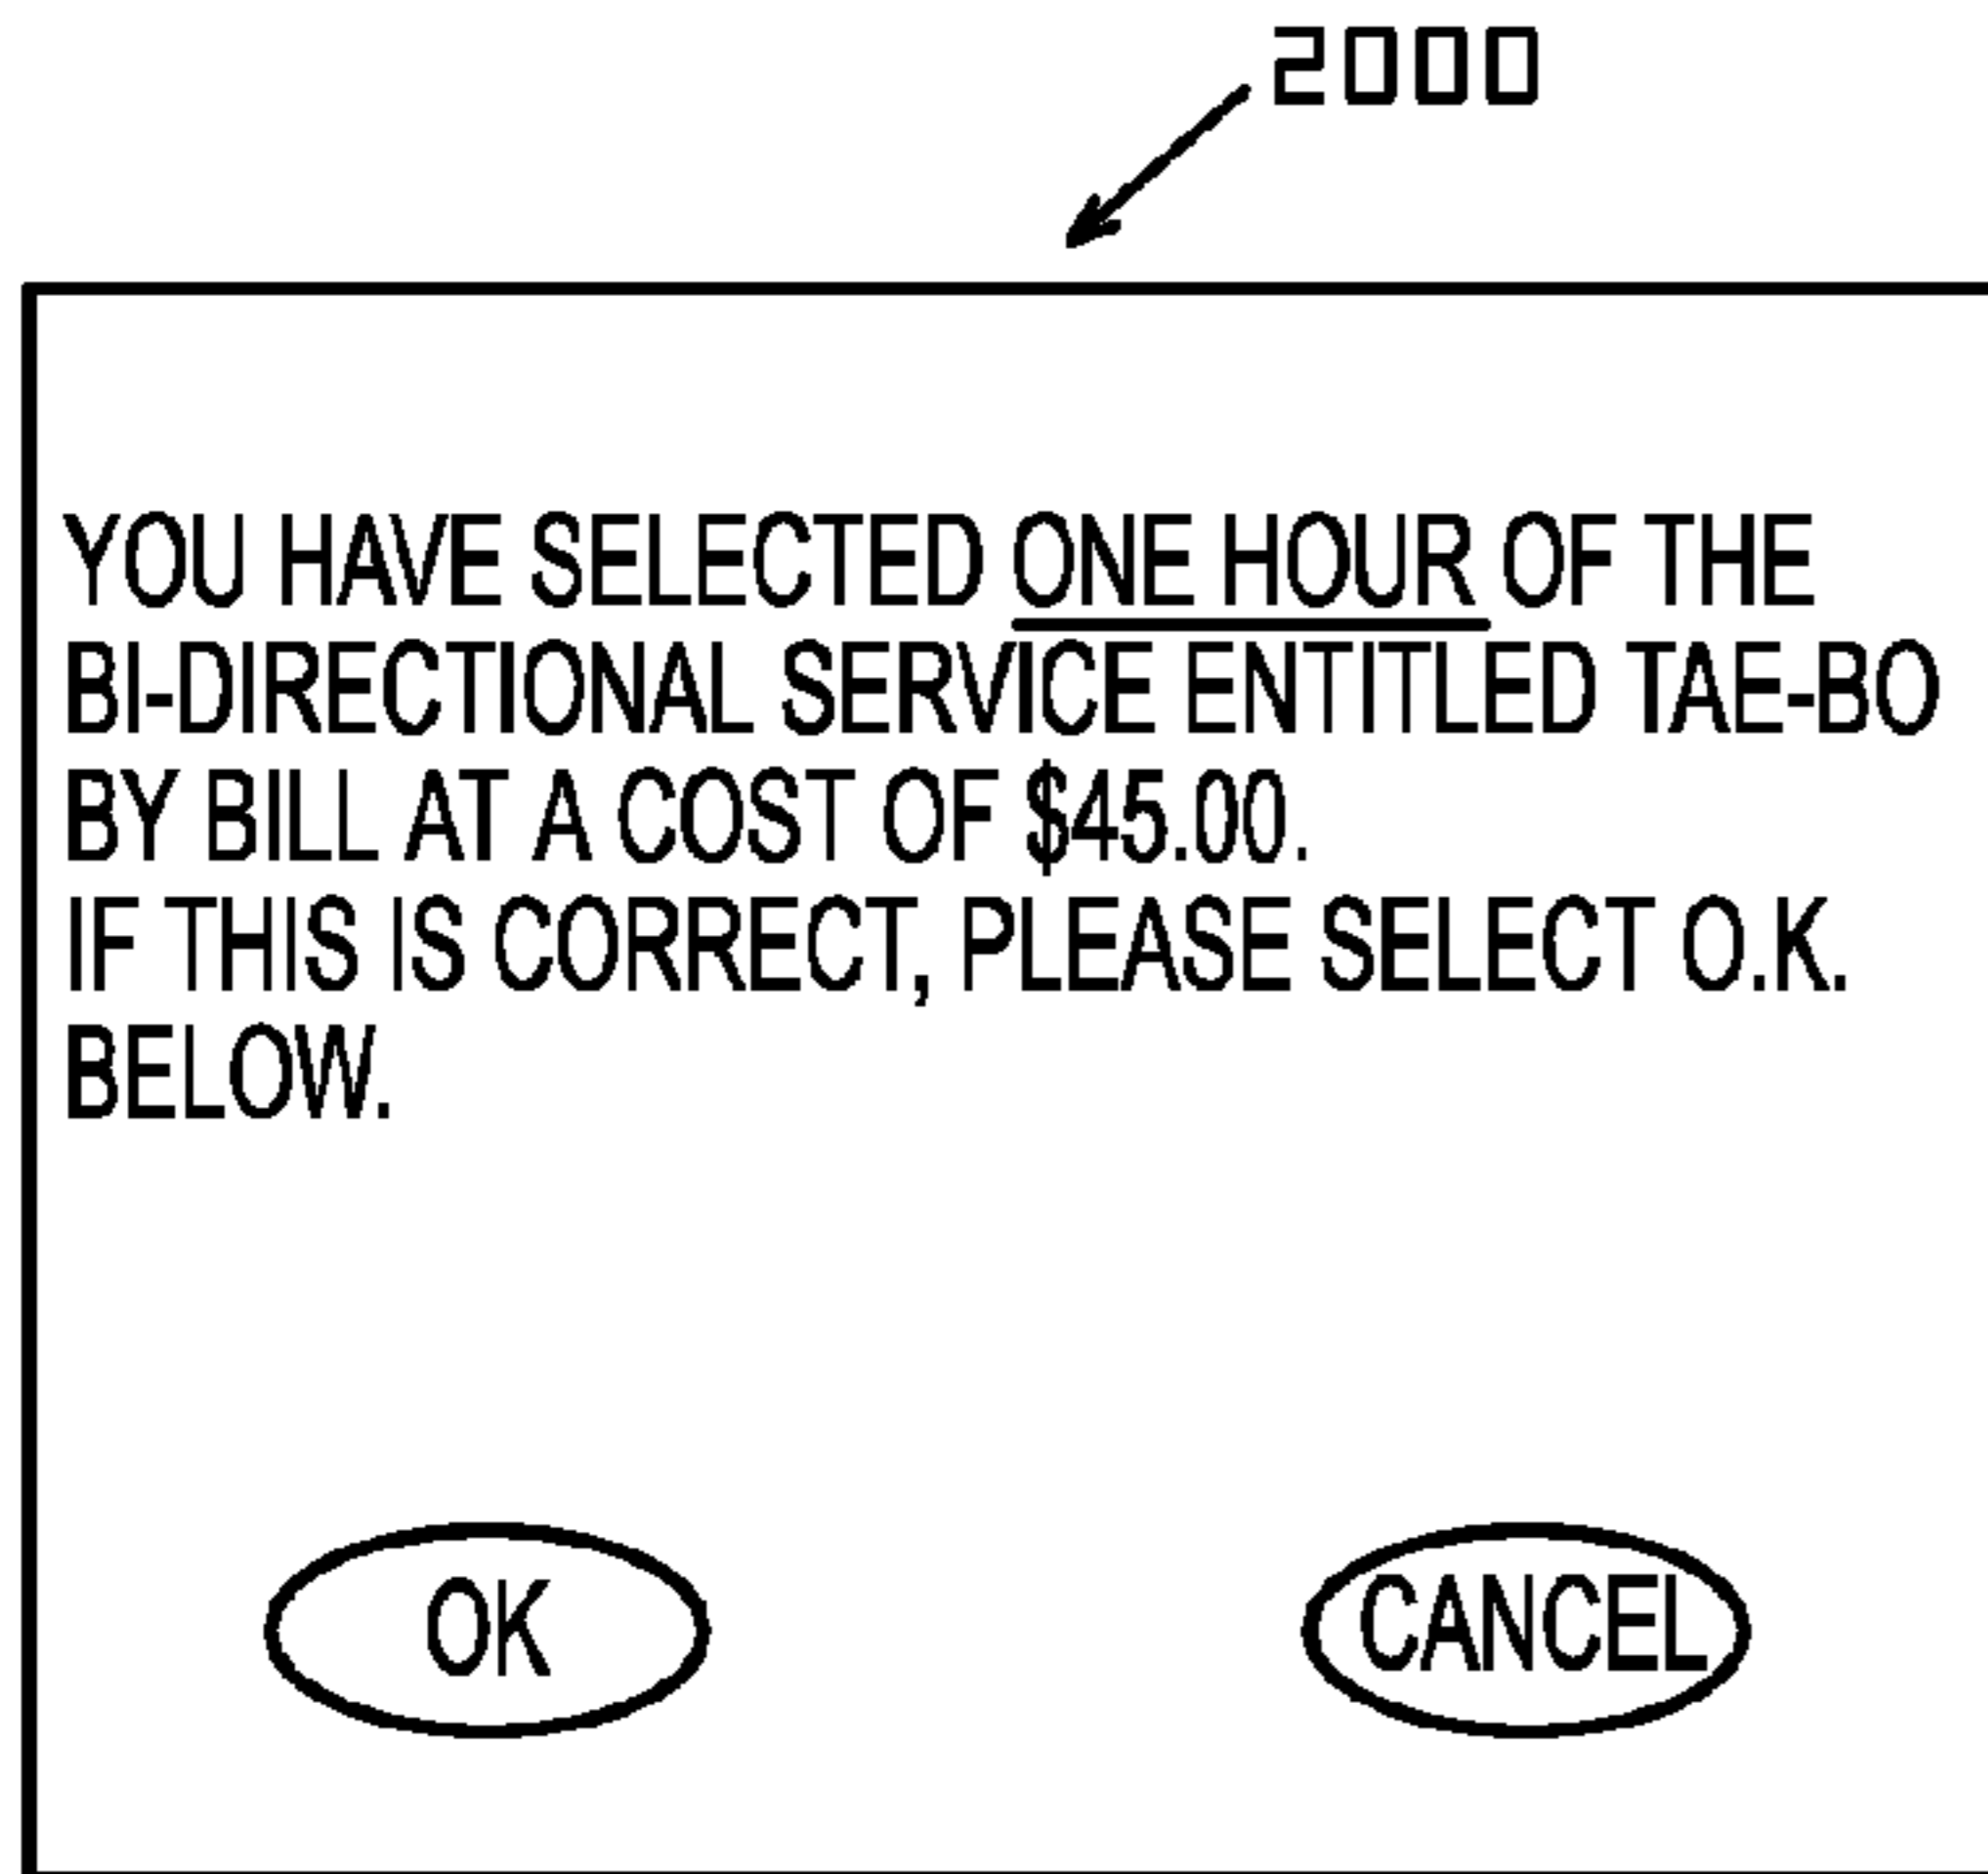 2000
YOU HAVE SELECTED ONE HOUR OF THE
BI-DIRECTIONAL SERVICE ENTITLED TAE-BO
BY BILL AT A COST OF $45.00.
IF THIS IS CORRECT, PLEASE SELECT O.K.
BELOW.
OK
CANCEL